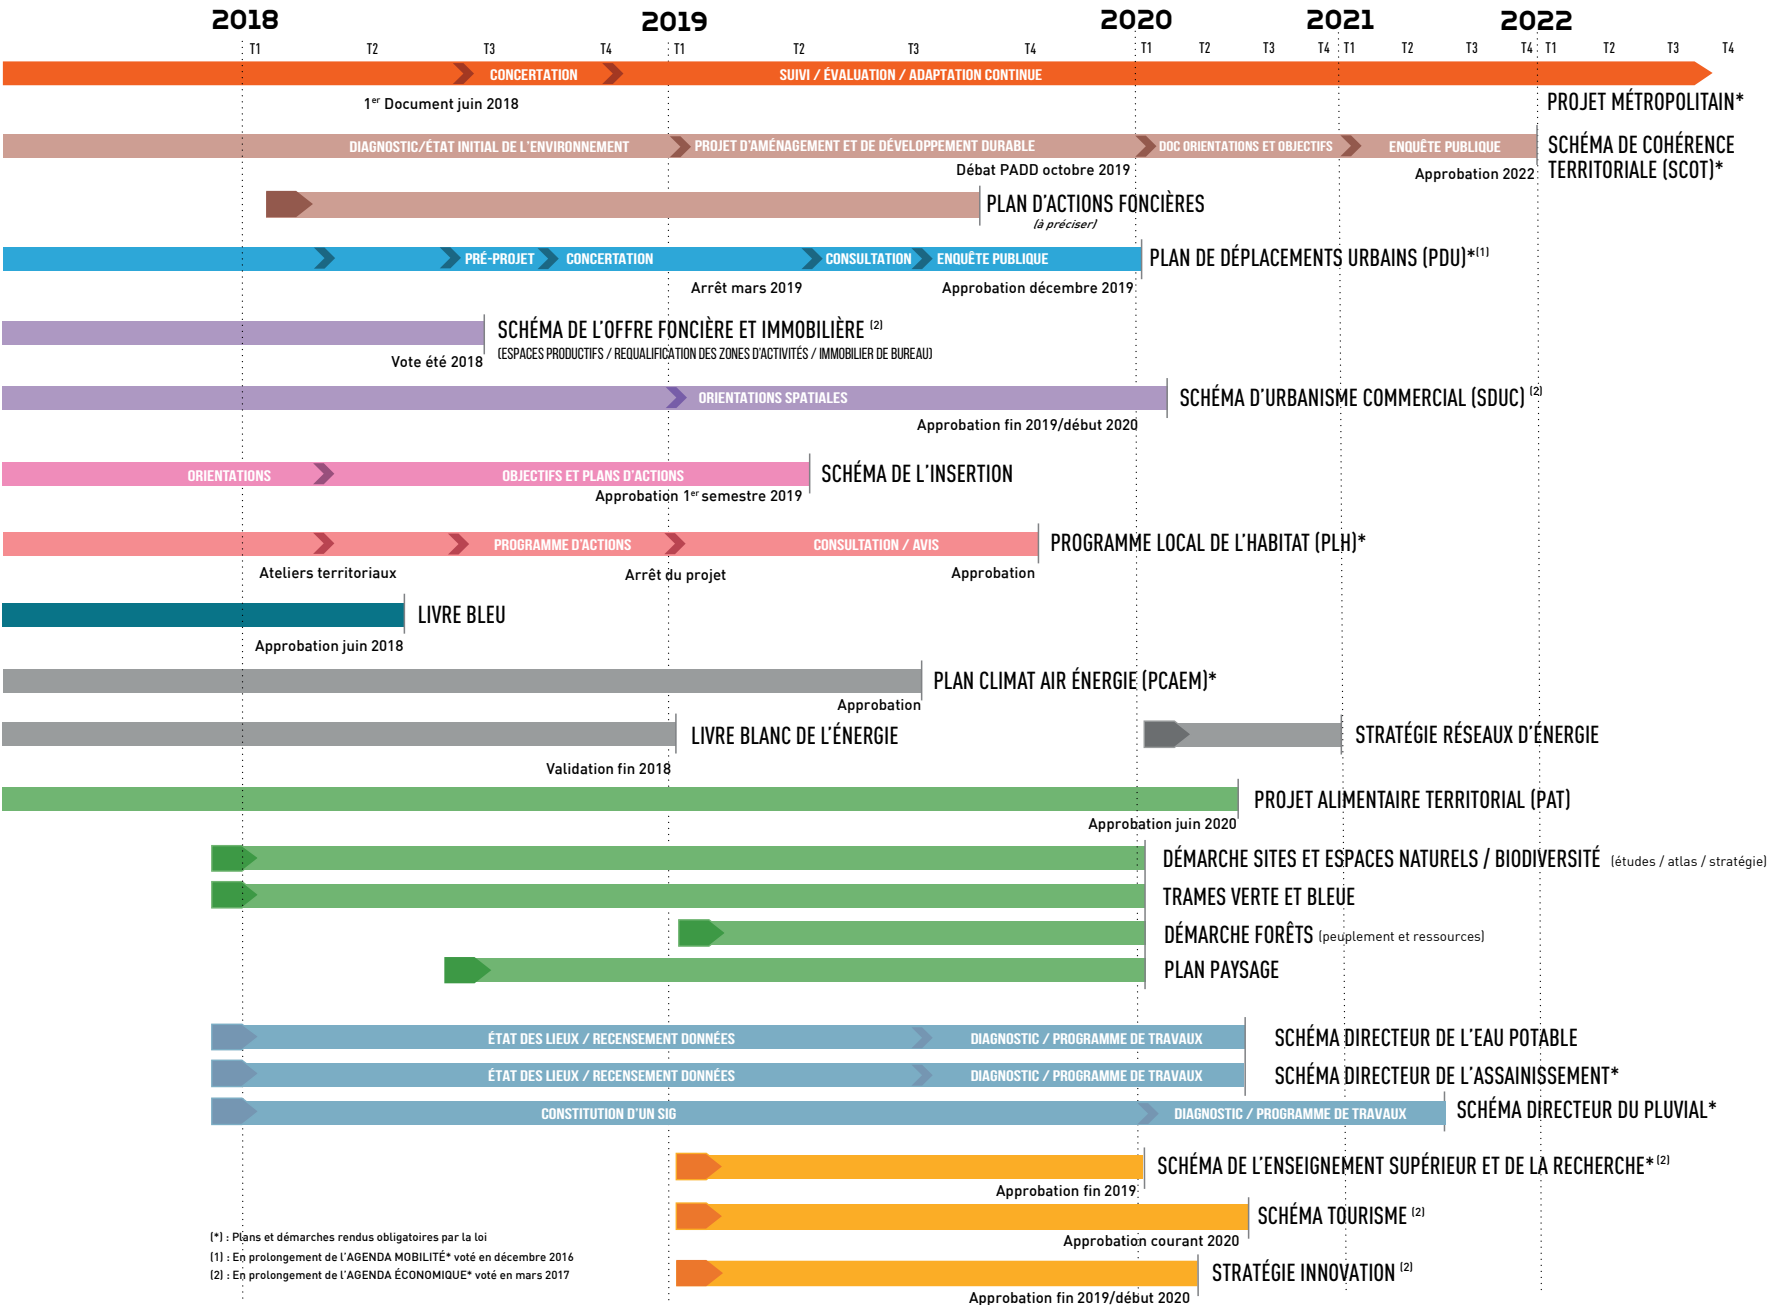 2018 2019 2020 2021 2022
T1 T2 T3 T4 T1 T2 T3 T4 T1 T2 T3 T4 T1 T2 T3 T4 T1 T2 T3 T4
CONCERTATION SUIVI / ÉVALUATION / ADAPTATION CONTINUE
1er Document juin 2018
PROJET MÉTROPOLITAIN*
DIAGNOSTIC/ÉTAT INITIAL DE L'ENVIRONNEMENT PROJET D'AMÉNAGEMENT ET DE DÉVELOPPEMENT DURABLE DOC ORIENTATIONS ET OBJECTIFS ENQUÊTE PUBLIQUE
SCHÉMA DE COHÉRENCE
TERRITORIALE (SCOT)*
Débat PADD octobre 2019
Approbation 2022
PLAN D'ACTIONS FONCIÈRES
(à préciser)
PRÉ-PROJET CONCERTATION CONSULTATION ENQUÊTE PUBLIQUE
PLAN DE DÉPLACEMENTS URBAINS (PDU)*(1)
Arrêt mars 2019
Approbation décembre 2019
SCHÉMA DE L'OFFRE FONCIÈRE ET IMMOBILIÈRE (2)
(ESPACES PRODUCTIFS / REQUALIFICATION DES ZONES D'ACTIVITÉS / IMMOBILIER DE BUREAU)
Vote été 2018
ORIENTATIONS SPATIALES
SCHÉMA D'URBANISME COMMERCIAL (SDUC) (2)
Approbation fin 2019/début 2020
ORIENTATIONS OBJECTIFS ET PLANS D'ACTIONS
SCHÉMA DE L'INSERTION
Approbation 1er semestre 2019
PROGRAMME D'ACTIONS CONSULTATION / AVIS
PROGRAMME LOCAL DE L'HABITAT (PLH)*
Ateliers territoriaux
Arrêt du projet
Approbation
LIVRE BLEU
Approbation juin 2018
PLAN CLIMAT AIR ÉNERGIE (PCAEM)*
Approbation
LIVRE BLANC DE L'ÉNERGIE
STRATÉGIE RÉSEAUX D'ÉNERGIE
Validation fin 2018
PROJET ALIMENTAIRE TERRITORIAL (PAT)
Approbation juin 2020
DÉMARCHE SITES ET ESPACES NATURELS / BIODIVERSITÉ (études / atlas / stratégie)
TRAMES VERTE ET BLEUE
DÉMARCHE FORÊTS (peuplement et ressources)
PLAN PAYSAGE
ÉTAT DES LIEUX / RECENSEMENT DONNÉES DIAGNOSTIC / PROGRAMME DE TRAVAUX
SCHÉMA DIRECTEUR DE L'EAU POTABLE
ÉTAT DES LIEUX / RECENSEMENT DONNÉES DIAGNOSTIC / PROGRAMME DE TRAVAUX
SCHÉMA DIRECTEUR DE L'ASSAINISSEMENT*
CONSTITUTION D'UN SIG DIAGNOSTIC / PROGRAMME DE TRAVAUX
SCHÉMA DIRECTEUR DU PLUVIAL*
SCHÉMA DE L'ENSEIGNEMENT SUPÉRIEUR ET DE LA RECHERCHE*(2)
Approbation fin 2019
SCHÉMA TOURISME (2)
Approbation courant 2020
STRATÉGIE INNOVATION (2)
Approbation fin 2019/début 2020
(*) : Plans et démarches rendus obligatoires par la loi
(1) : En prolongement de l'AGENDA MOBILITÉ* voté en décembre 2016
(2) : En prolongement de l'AGENDA ÉCONOMIQUE* voté en mars 2017